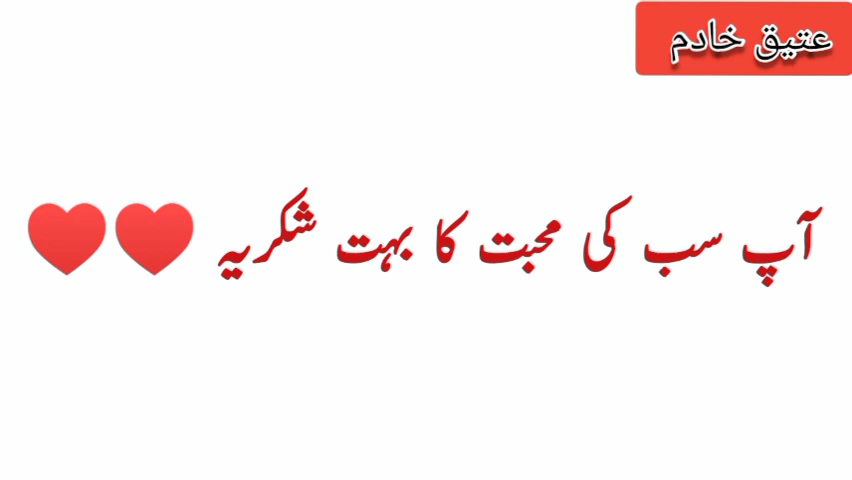 عتیق خادم
آپ سب کی محبت کا بہت شکریہ ♥️♥️